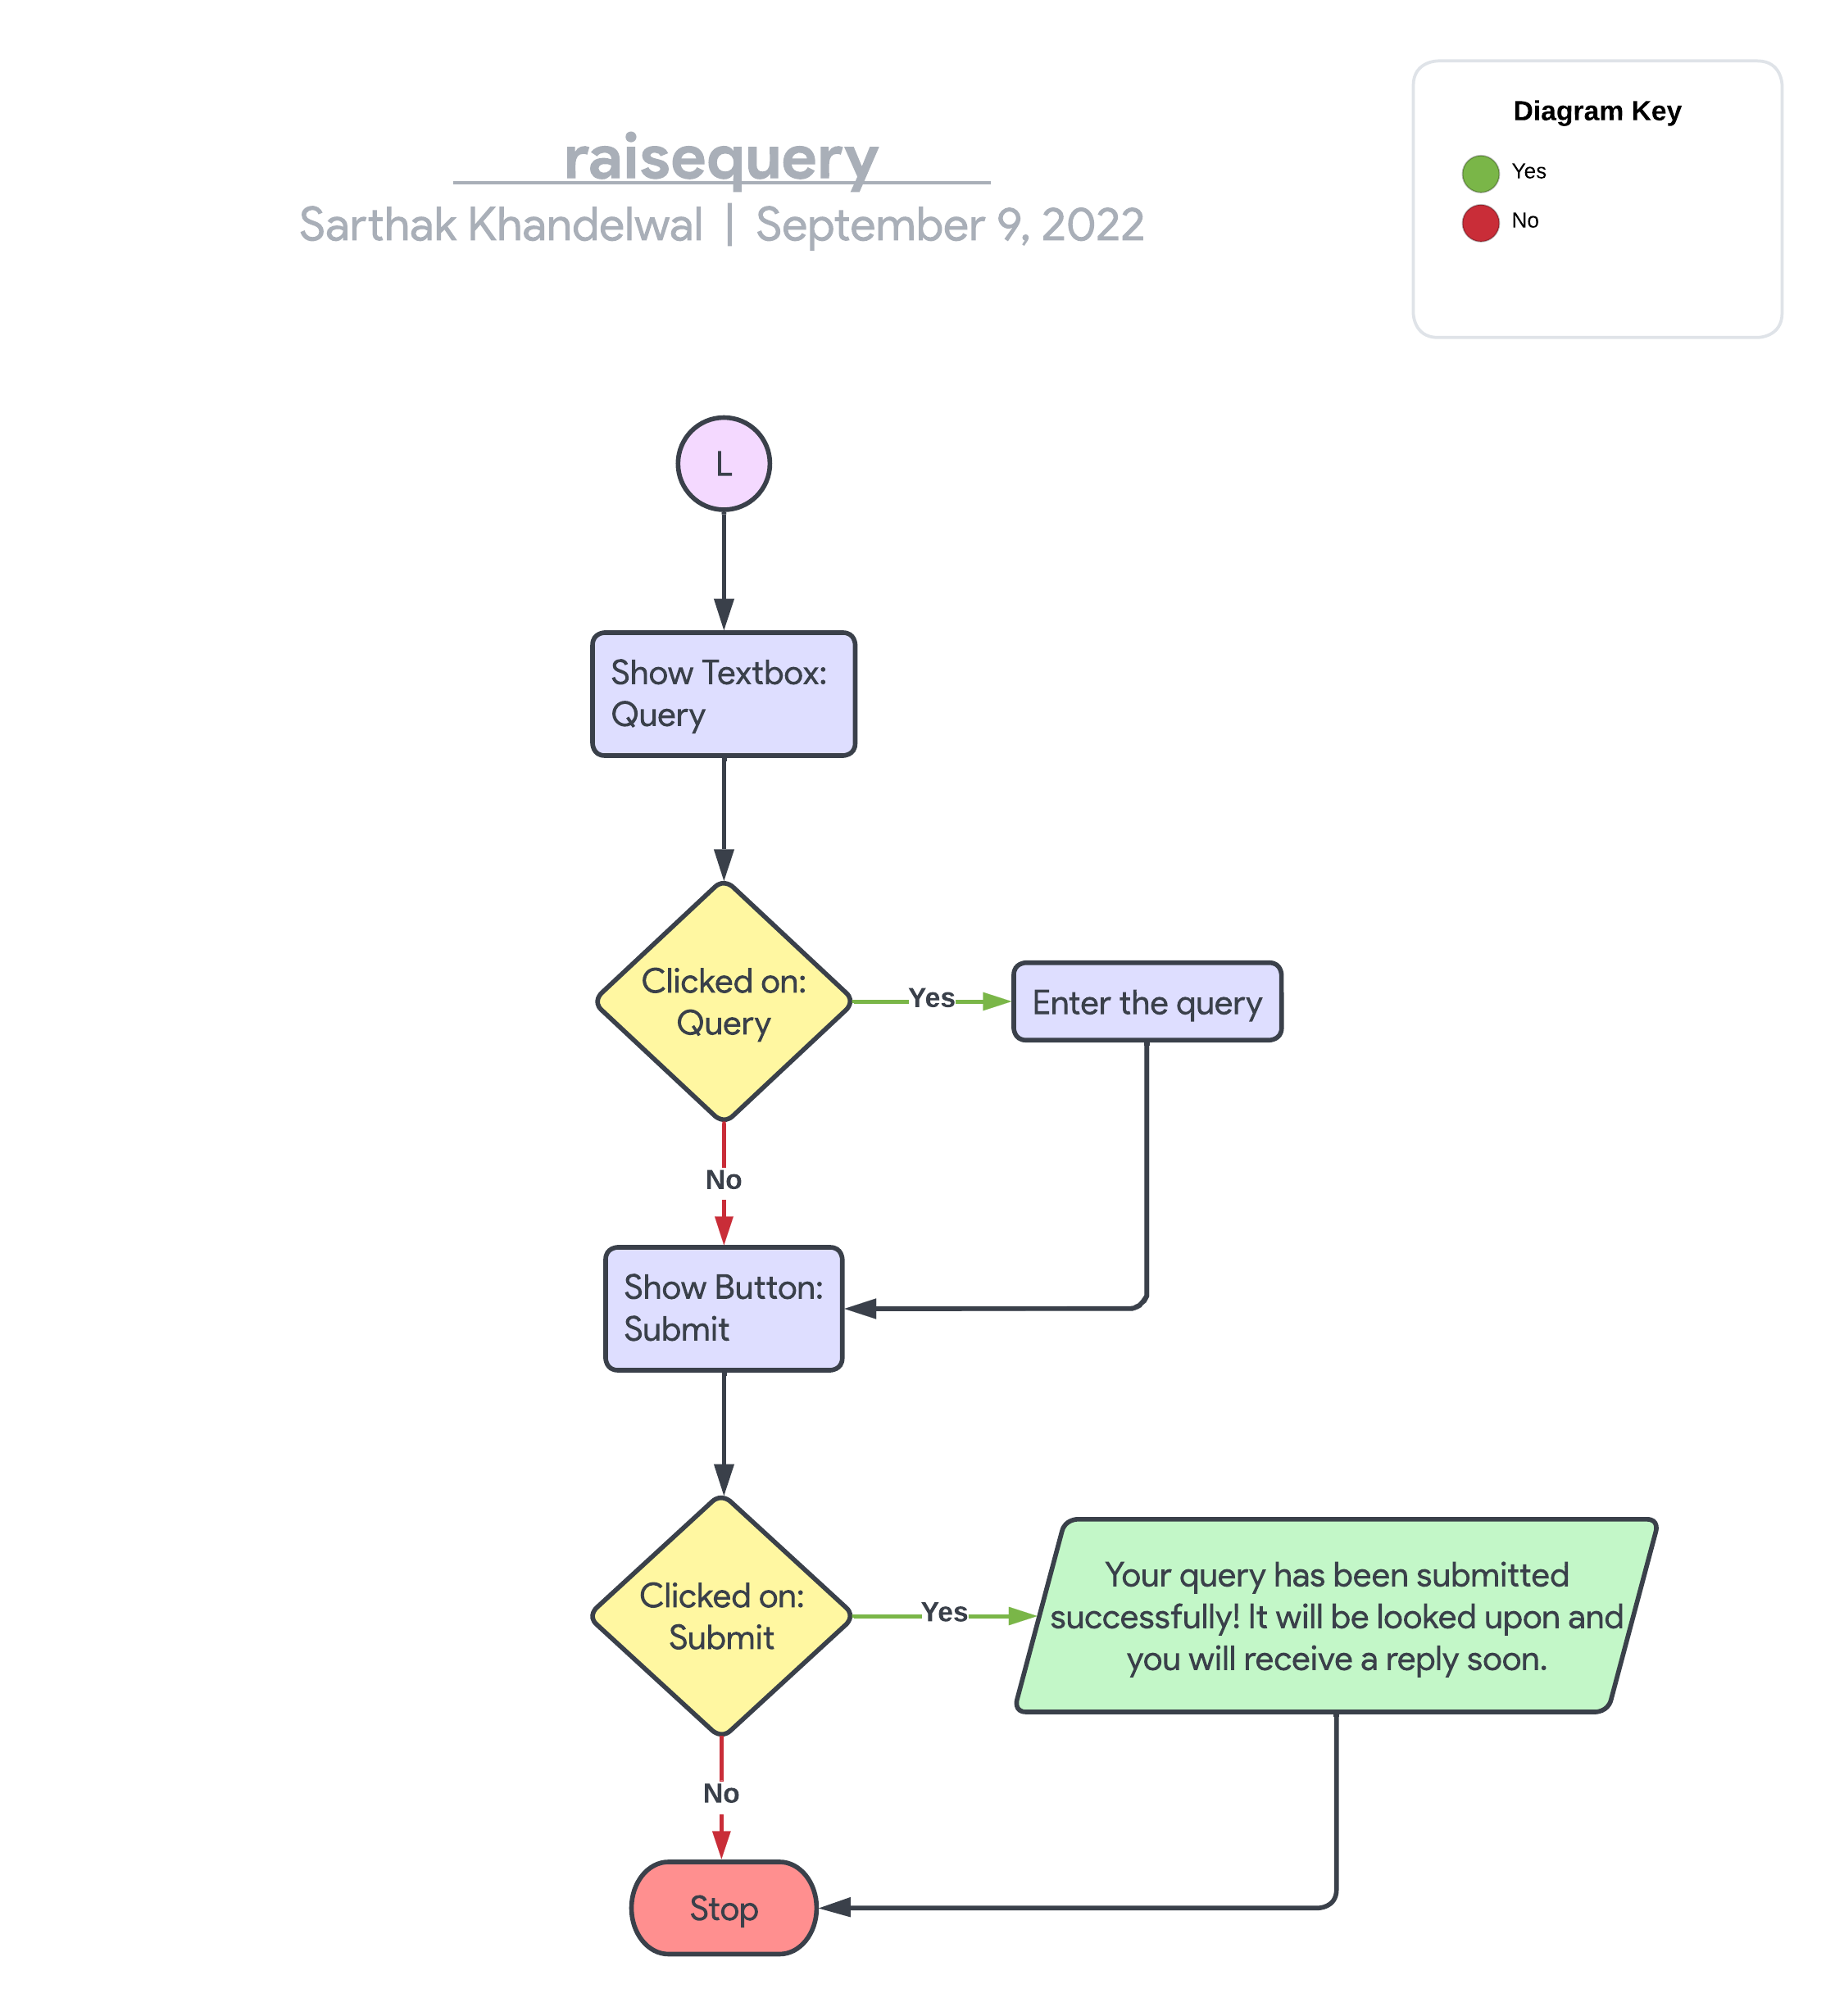 raisequery
Sarthak Khandelwal | September 9, 2022
Diagram Key
Yes
No
L
Show Textbox:
Query
Clicked on:
Query
Yes
Enter the query
No
Show Button:
Submit
Clicked on:
Submit
Yes
Your query has been submitted
successfully! It will be looked upon and
you will receive a reply soon.
No
Stop